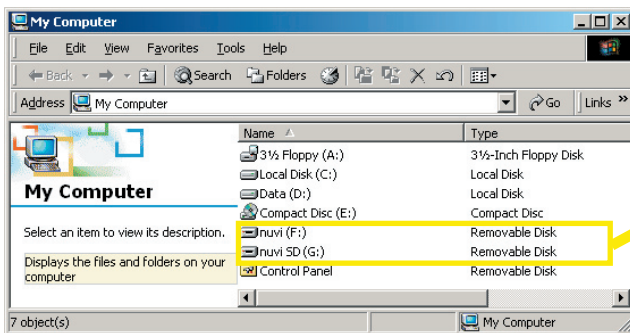 My Computer
File Edit View Favorites Tools Help
Back Search Folders
Address My Computer Go Links »
Name Type
3½ Floppy (A:) 3½-Inch Floppy Disk
Local Disk (C:) Local Disk
Data (D:) Local Disk
Compact Disc (E:) Compact Disc
nuvi (F:) Removable Disk
nuvi SD (G:) Removable Disk
Control Panel Removable Disk
My Computer
Select an item to view its description.
Displays the files and folders on your
computer
7 object(s) My Computer